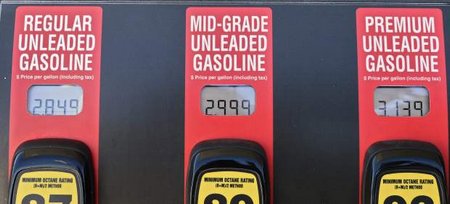 REGULAR
UNLEADED
GASOLINE
$ Price per gallon (including tax)
2.849
MINIMUM OCTANE RATING
(R+M)/2 METHOD
87
MID-GRADE
UNLEADED
GASOLINE
$ Price per gallon (including tax)
2.999
MINIMUM OCTANE RATING
(R+M)/2 METHOD
PREMIUM
UNLEADED
GASOLINE
$ Price per gallon (including tax)
3.139
MINIMUM OCTANE RATING
(R+M)/2 METHOD